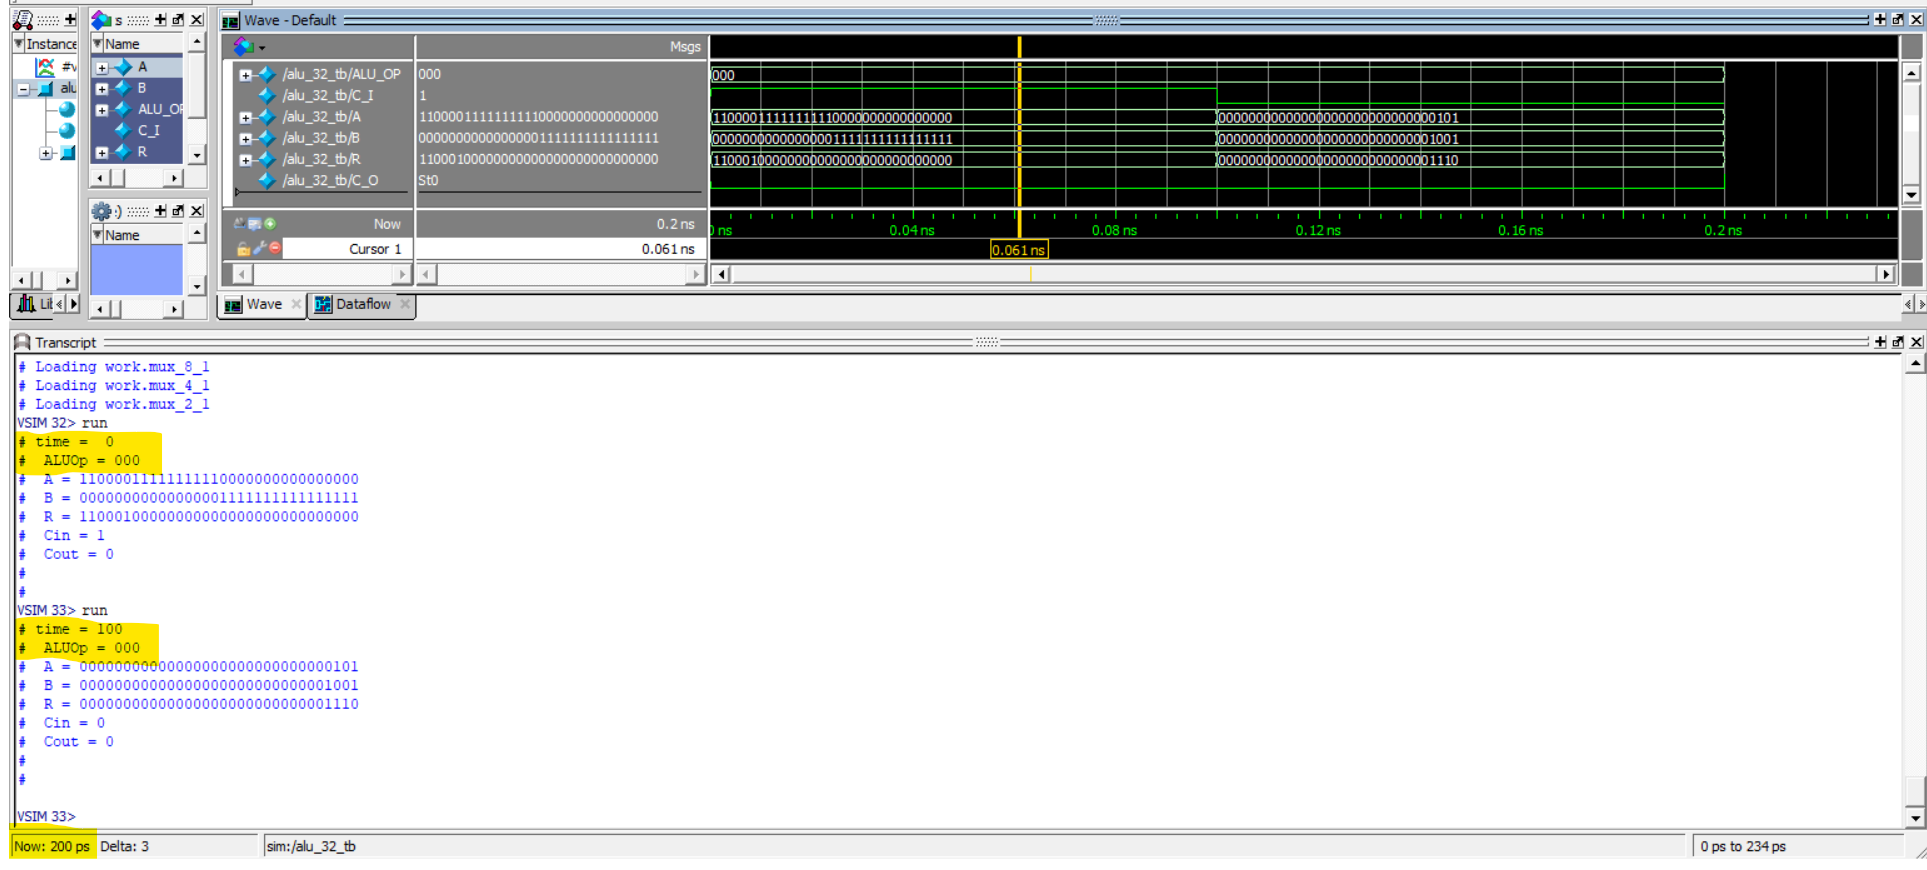 s
Wave - Default
Instance
Name
Msgs
#v
A
/alu_32_tb/ALU_OP
000
000
alu
B
/alu_32_tb/C_I
1
ALU_OP
/alu_32_tb/A
11000011111111110000000000000000
11000011111111110000000000000000
00000000000000000000000000000101
C_I
/alu_32_tb/B
00000000000000001111111111111111
00000000000000001111111111111111
00000000000000000000000000001001
R
/alu_32_tb/R
11000100000000000000000000000000
11000100000000000000000000000000
00000000000000000000000000001110
/alu_32_tb/C_O
St0
:)
Now
0.2 ns
ns
0.04 ns
0.08 ns
0.12 ns
0.16 ns
0.2 ns
Name
Cursor 1
0.061 ns
0.061 ns
Lib
Wave
Dataflow
Transcript
# Loading work.mux_8_1
# Loading work.mux_4_1
# Loading work.mux_2_1
VSIM 32> run
# time =  0
#  ALUOp = 000
#  A = 11000011111111110000000000000000
#  B = 00000000000000001111111111111111
#  R = 11000100000000000000000000000000
#  Cin = 1
#  Cout = 0
#
#
VSIM 33> run
# time = 100
#  ALUOp = 000
#  A = 00000000000000000000000000000101
#  B = 00000000000000000000000000001001
#  R = 00000000000000000000000000001110
#  Cin = 0
#  Cout = 0
#
#
VSIM 33>
Now: 200 ps  Delta: 3
sim:/alu_32_tb
0 ps to 234 ps